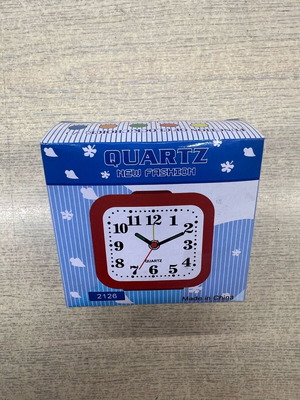 QUARTZ
NEW FASHION
11 12 1
10 2
9 3
8 4
7 6 5
QUARTZ
2126
Made in China